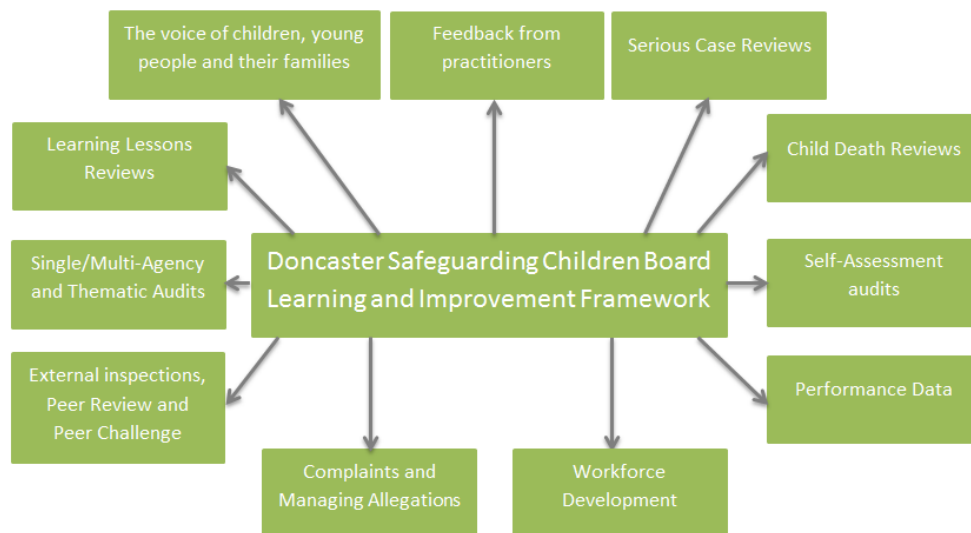 The voice of children, young
people and their families
Feedback from
practitioners
Serious Case Reviews
Learning Lessons
Reviews
Child Death Reviews
Doncaster Safeguarding Children Board
Learning and Improvement Framework
Single/Multi-Agency
and Thematic Audits
Self-Assessment
audits
External inspections,
Peer Review and
Peer Challenge
Performance Data
Complaints and
Managing Allegations
Workforce
Development